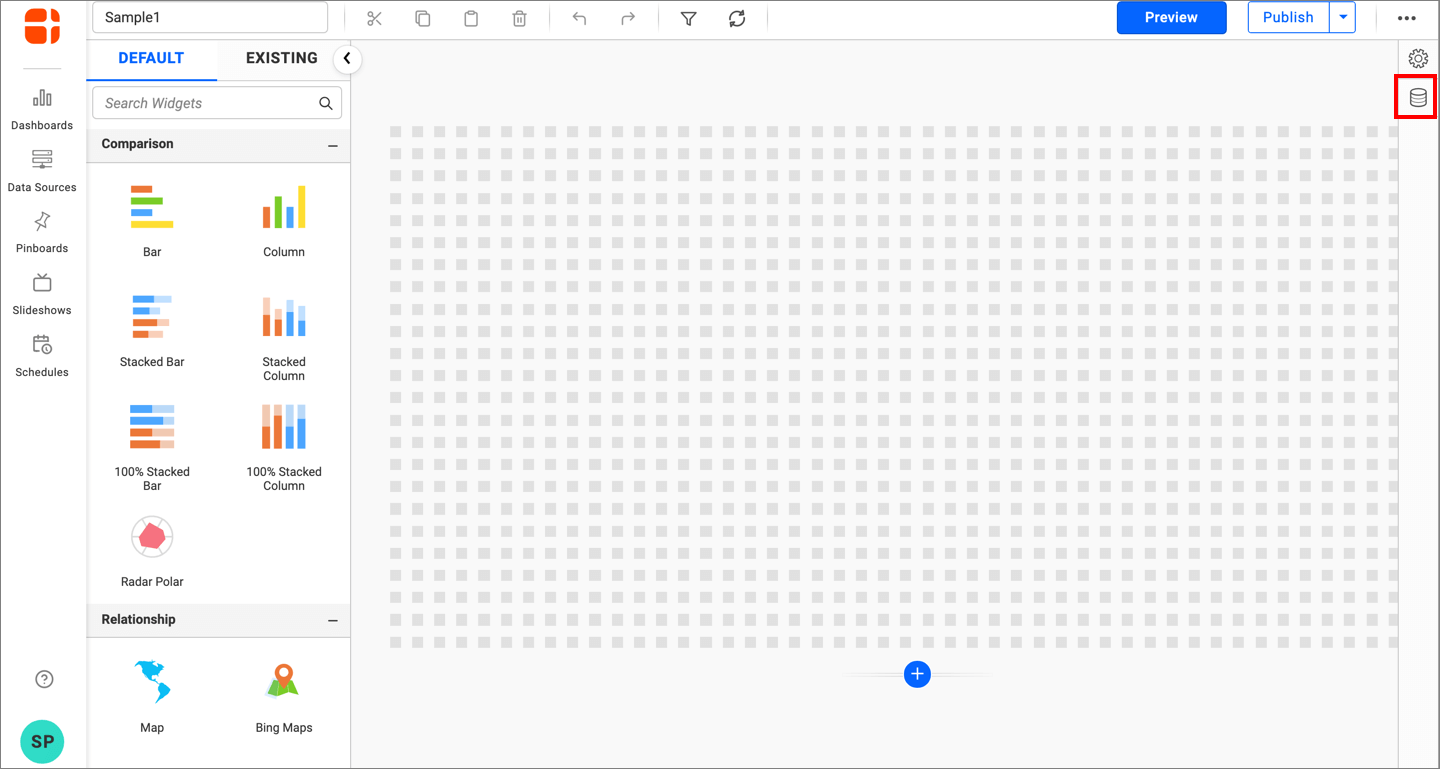 Sample1
Preview
Publish
DEFAULT
EXISTING
Search Widgets
Dashboards
Data Sources
Pinboards
Slideshows
Schedules
SP
Comparison
Bar
Column
Stacked Bar
Stacked
Column
100% Stacked
Bar
100% Stacked
Column
Radar Polar
Relationship
Map
Bing Maps